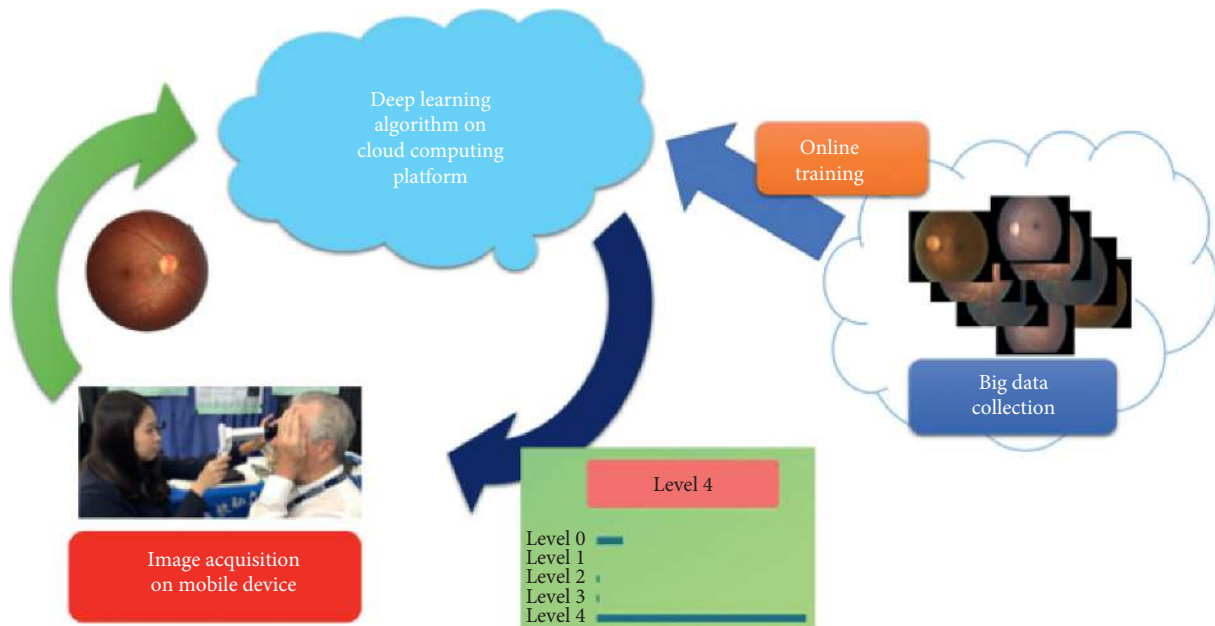 Deep learning
algorithm on
cloud computing
platform
Online
training
Big data
collection
Image acquisition
on mobile device
Level 4
Level 0
Level 1
Level 2
Level 3
Level 4